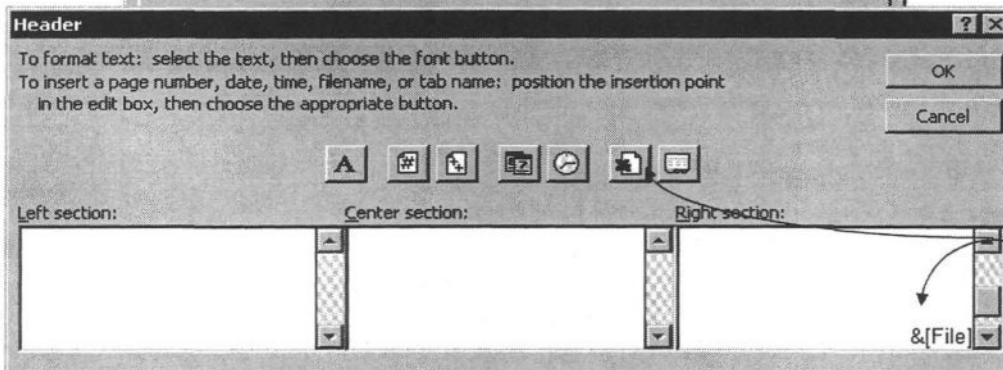 Header
To format text: select the text, then choose the font button.
To insert a page number, date, time, filename, or tab name: position the insertion point
in the edit box, then choose the appropriate button.
OK
Cancel
A
Left section:
Center section:
Right section:
&[File]